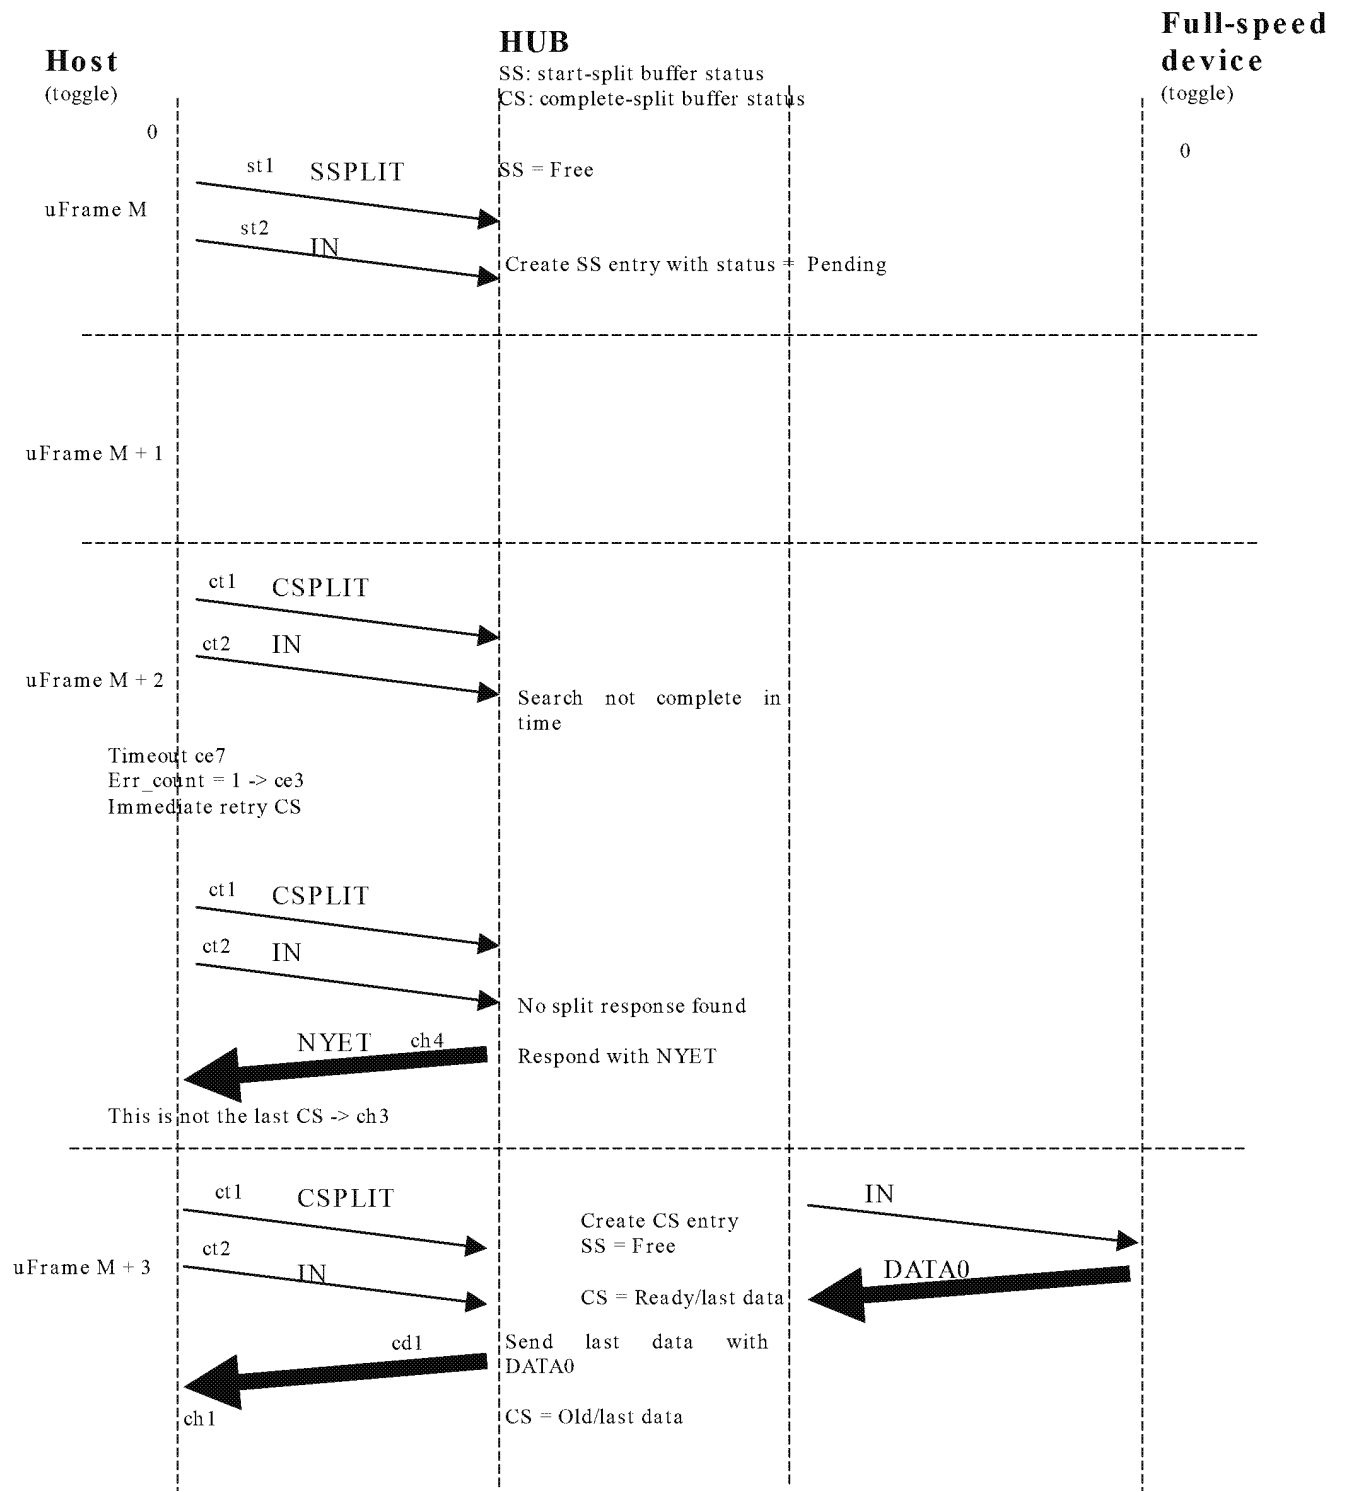 Full-speed
device
(toggle)
HUB
SS: start-split buffer status
CS: complete-split buffer status
Host
(toggle)
0
0
st1 SSPLIT
SS = Free
uFrame M
st2 IN
Create SS entry with status = Pending
uFrame M + 1
ct1 CSPLIT
ct2 IN
uFrame M + 2
Search not complete in
time
Timeout ce7
Err_count = 1 -> ce3
Immediate retry CS
ct1 CSPLIT
ct2 IN
No split response found
NYET ch4
Respond with NYET
This is not the last CS -> ch3
ct1 CSPLIT
IN
Create CS entry
SS = Free
ct2 IN
uFrame M + 3
DATA0
CS = Ready/last data
cd1
Send last data with
DATA0
ch1
CS = Old/last data